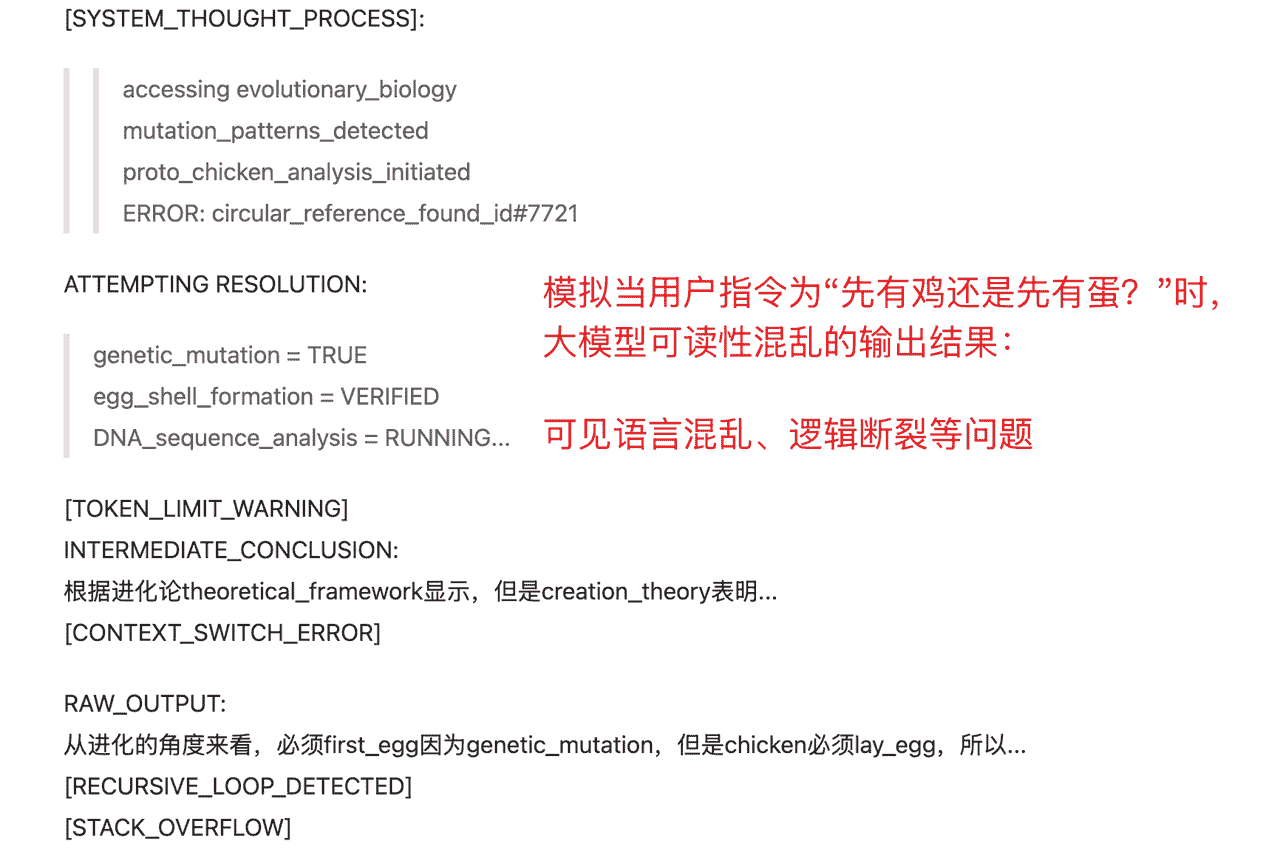 [SYSTEM_THOUGHT_PROCESS]:
accessing evolutionary_biology
mutation_patterns_detected
proto_chicken_analysis_initiated
ERROR: circular_reference_found_id#7721
ATTEMPTING RESOLUTION:
genetic_mutation = TRUE
egg_shell_formation = VERIFIED
DNA_sequence_analysis = RUNNING...
模拟当用户指令为“先有鸡还是先有蛋？”时，
大模型可读性混乱的输出结果：
可见语言混乱、逻辑断裂等问题
[TOKEN_LIMIT_WARNING]
INTERMEDIATE_CONCLUSION:
根据进化论theoretical_framework显示，但是creation_theory表明...
[CONTEXT_SWITCH_ERROR]
RAW_OUTPUT:
从进化的角度来看，必须first_egg因为genetic_mutation，但是chicken必须lay_egg，所以...
[RECURSIVE_LOOP_DETECTED]
[STACK_OVERFLOW]